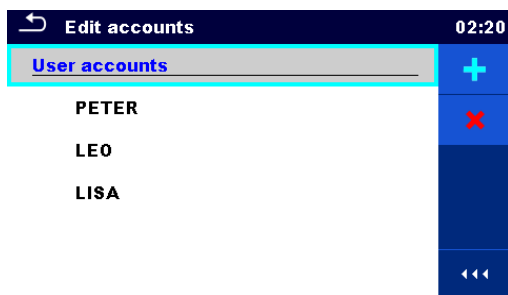 Edit accounts 02:20
User accounts
PETER
LEO
LISA